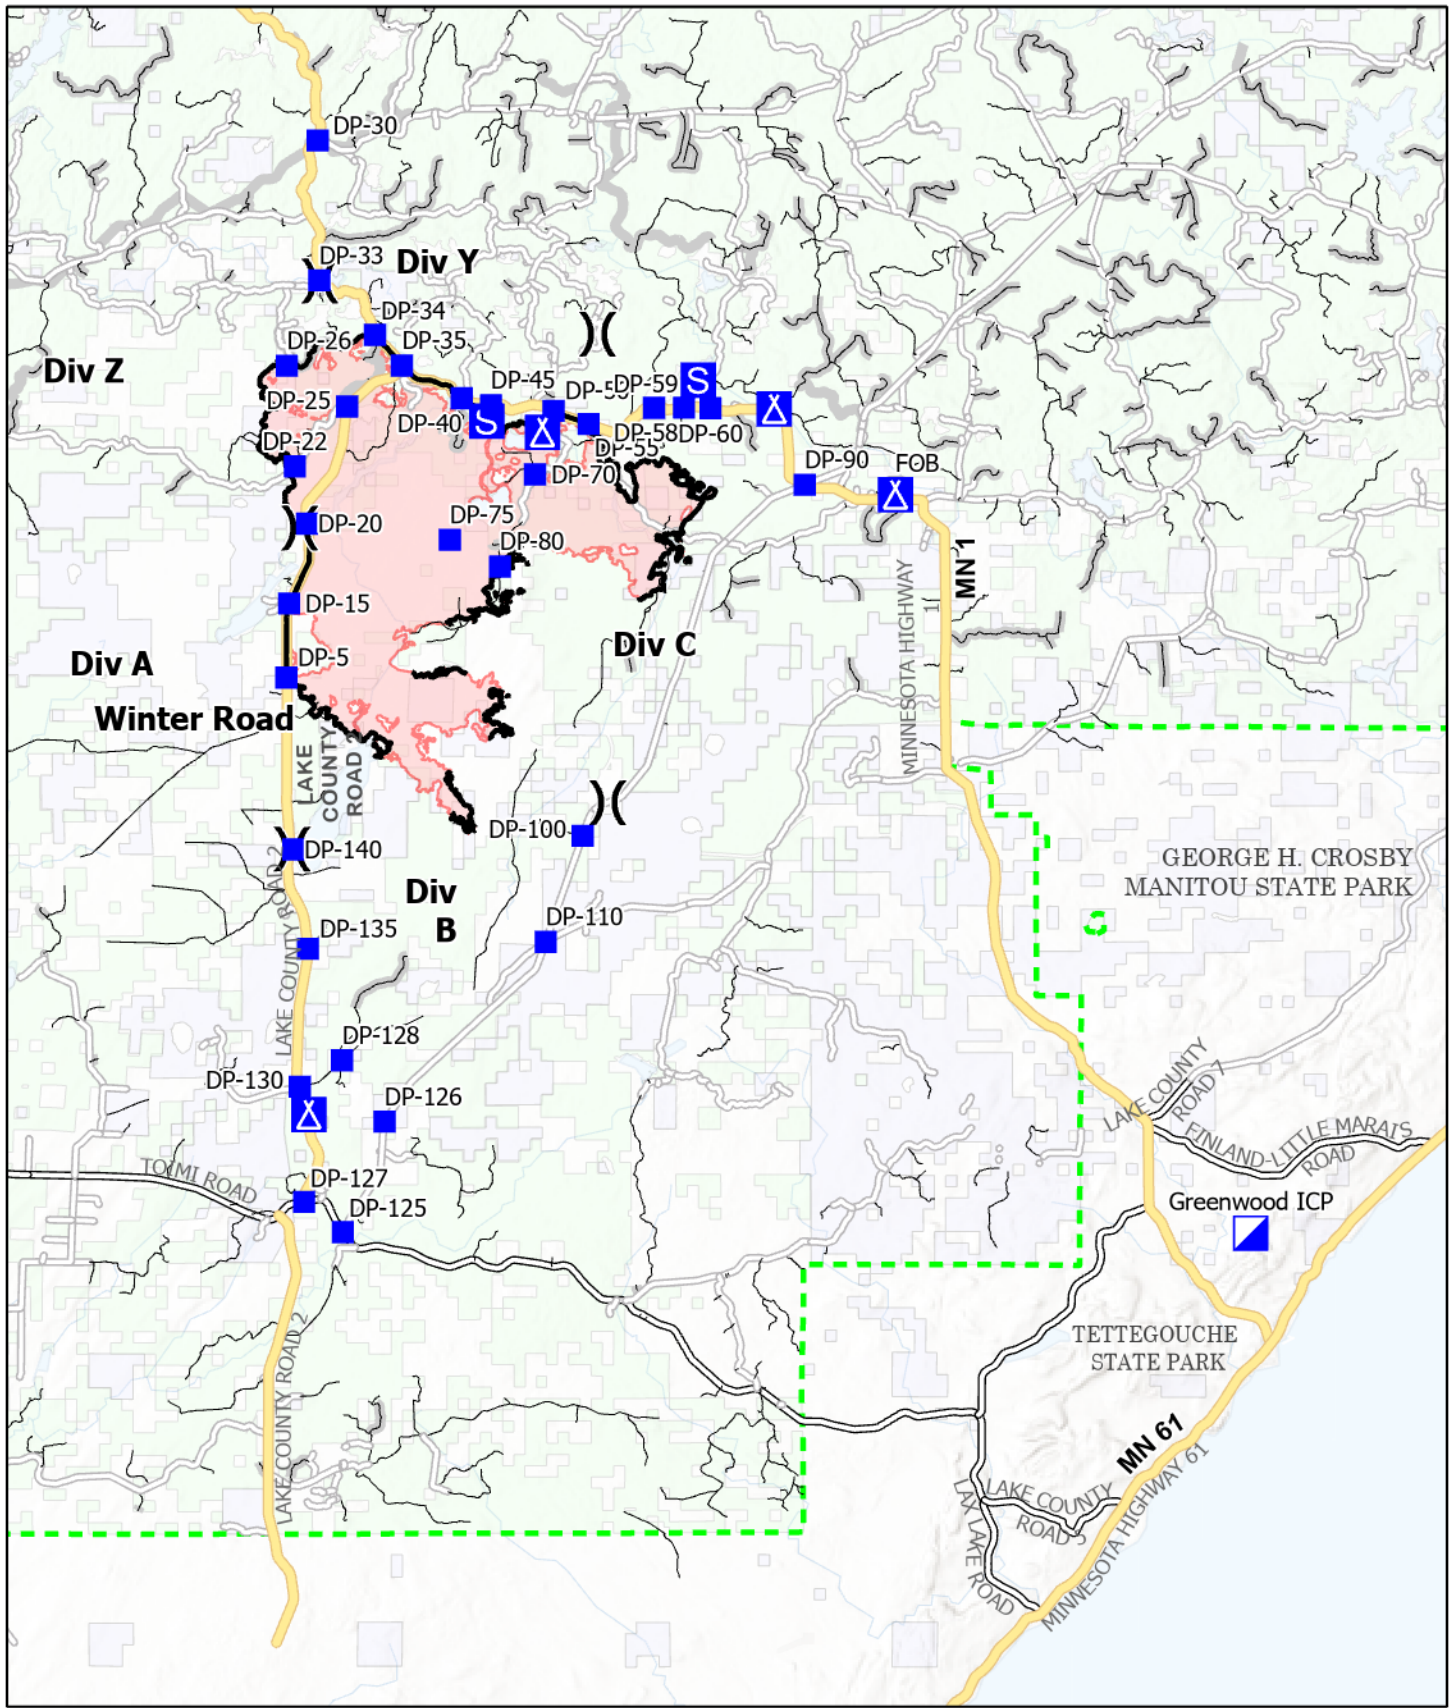 DP-30
DP-33
Div Y
DP-34
DP-26
DP-35
Div Z
DP-45
DP-59
S
DP-25
DP-40
S
DP-58
DP-60
DP-22
DP-55
DP-70
DP-90
FOB
DP-20
DP-75
DP-80
MN 1
MINNESOTA HIGHWAY
1
DP-15
Div C
Div A
DP-5
Winter Road
LAKE
COUNTY
ROAD 2
DP-100
DP-140
LAKE COUNTY ROAD 2
GEORGE H. CROSBY
MANITOU STATE PARK
Div
B
DP-110
DP-135
DP-128
DP-130
DP-126
LAKE COUNTY
ROAD 7
FINLAND-LITTLE MARAIS
ROAD
TOIMI ROAD
DP-127
DP-125
Greenwood ICP
TETTEGOUCHE
STATE PARK
LAKE COUNTY ROAD 2
MN 61
MINNESOTA HIGHWAY 61
LAKE COUNTY
ROAD 5
LAX LAKE ROAD